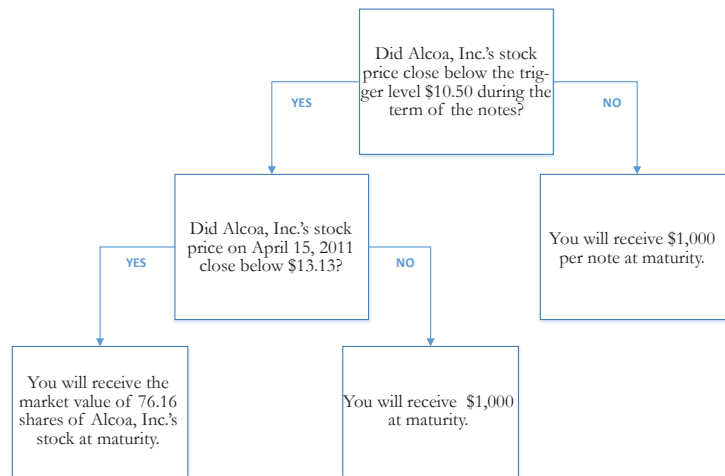 Did Alcoa, Inc.'s stock
price close below the trig-
ger level $10.50 during the
term of the notes?
YES
NO
Did Alcoa, Inc.'s stock
price on April 15, 2011
close below $13.13?
You will receive $1,000
per note at maturity.
YES
NO
You will receive the
market value of 76.16
shares of Alcoa, Inc.'s
stock at maturity.
You will receive $1,000
at maturity.